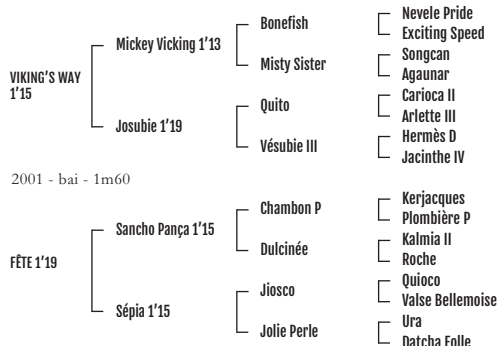 Nevele Pride
Bonefish
Exciting Speed
Mickey Vicking 1'13
Songcan
Misty Sister
Agaunar
VIKING'S WAY
1'15
Carioca II
Quito
Arlette III
Josubie 1'19
Hermès D
Vésubie III
Jacinthe IV
2001 - bai - 1m60
Kerjacques
Chambon P
Plombière P
Sancho Pança 1'15
Kalmia II
Dulcinée
Roche
FÊTE 1'19
Quioco
Jiosco
Valse Bellemoise
Sépia 1'15
Ura
Jolie Perle
Datcha Folle